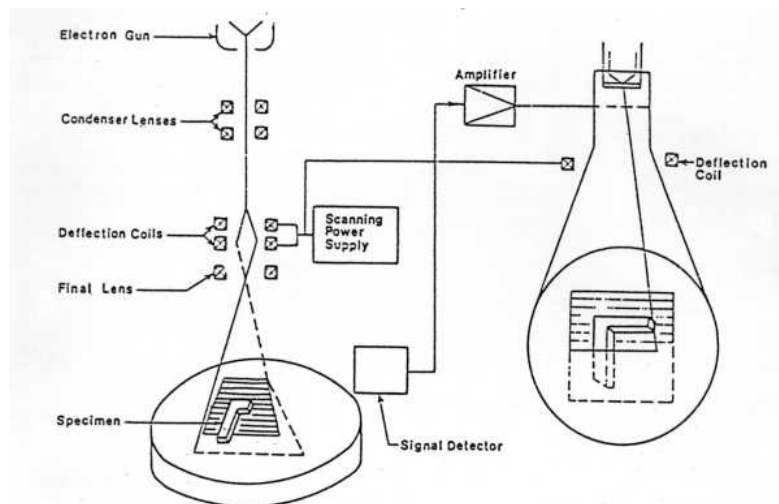 Electron Gun
Amplifier
Condenser Lenses
Deflection
Coil
Deflection Coils
Scanning
Power
Supply
Final Lens
Specimen
Signal Detector